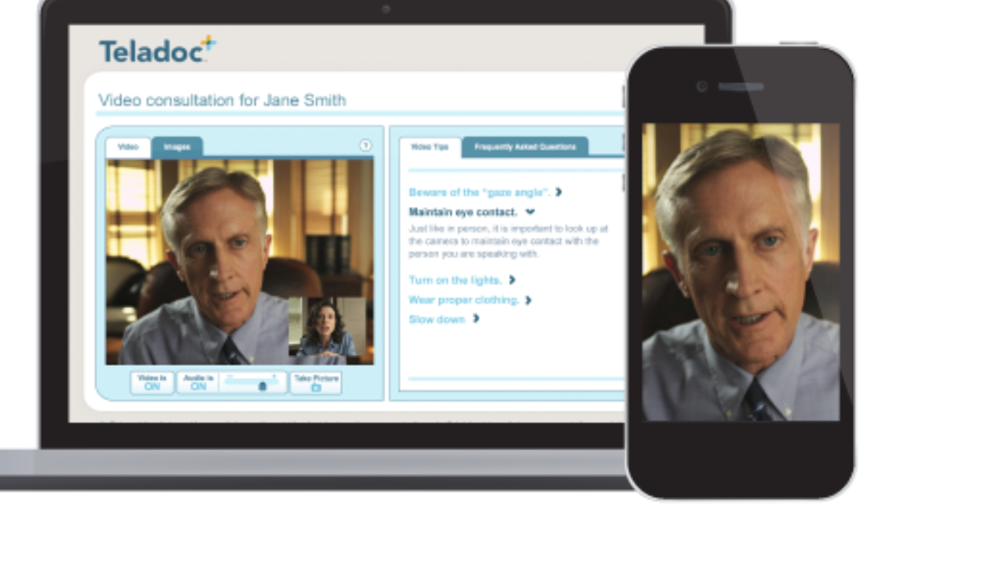 Teladoc
Video consultation for Jane Smith
Video
Images
?
Video Tips
Frequently Asked Questions
Beware of the "gaze angle".
Maintain eye contact.
Just like in person, it is important to look up at
the camera to maintain eye contact with the
person you are speaking with.
Turn on the lights.
Wear proper clothing.
Slow down
Video is
ON
Audio is
ON
Take Picture